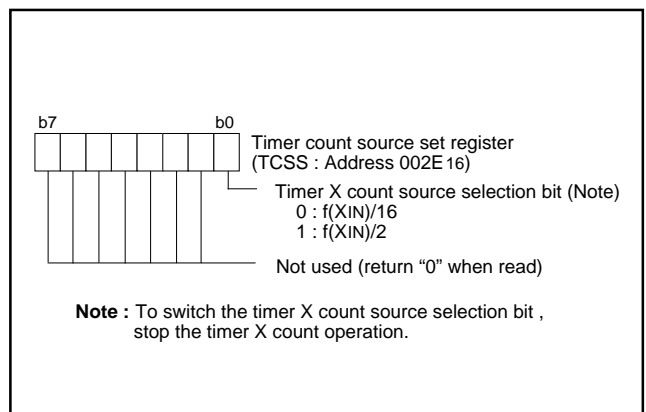 b7 b0
Timer count source set register
(TCSS : Address 002E16)
Timer X count source selection bit (Note)
0 : f(XIN)/16
1 : f(XIN)/2
Not used (return “0” when read)
Note : To switch the timer X count source selection bit ,
stop the timer X count operation.